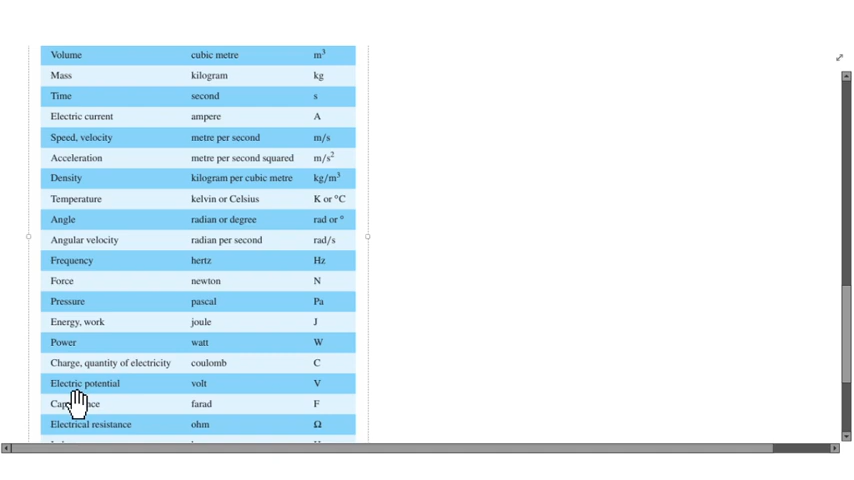 Volume cubic metre m³
Mass kilogram kg
Time second s
Electric current ampere A
Speed, velocity metre per second m/s
Acceleration metre per second squared m/s²
Density kilogram per cubic metre kg/m³
Temperature kelvin or Celsius K or °C
Angle radian or degree rad or °
Angular velocity radian per second rad/s
Frequency hertz Hz
Force newton N
Pressure pascal Pa
Energy, work joule J
Power watt W
Charge, quantity of electricity coulomb C
Electric potential volt V
farad F
Electrical resistance ohm Ω